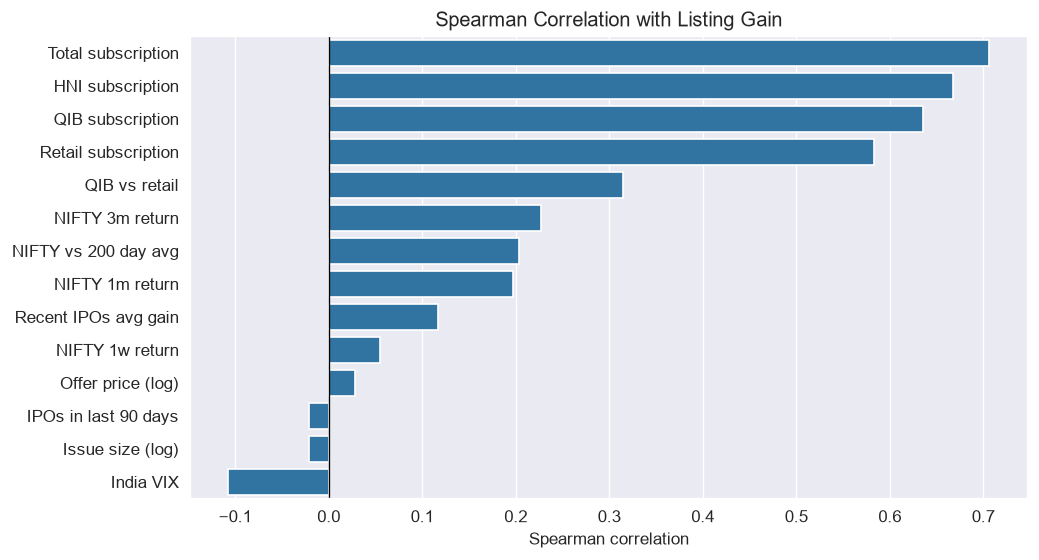 Spearman Correlation with Listing Gain
Total subscription
HNI subscription
QIB subscription
Retail subscription
QIB vs retail
NIFTY 3m return
NIFTY vs 200 day avg
NIFTY 1m return
Recent IPOs avg gain
NIFTY 1w return
Offer price (log)
IPOs in last 90 days
Issue size (log)
India VIX
−0.1 0.0 0.1 0.2 0.3 0.4 0.5 0.6 0.7
Spearman correlation